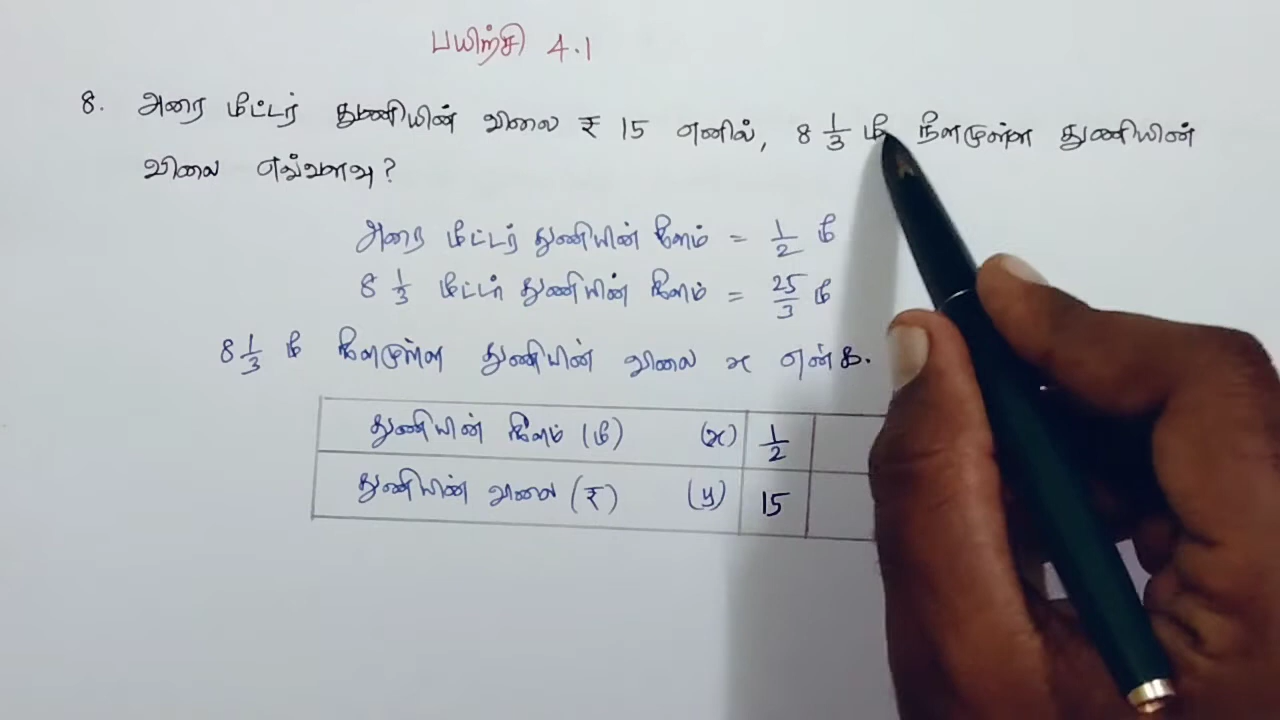 பயிற்சி 4.1
8. அரை மீட்டர் துணியின் விலை ₹ 15 எனில், 8 1/3 மீ நீளமுள்ள துணியின்
விலை எவ்வளவு?
அரை மீட்டர் துணியின் நீளம் = 1/2 மீ
8 1/3 மீட்டர் துணியின் நீளம் = 25/3 மீ
8 1/3 மீ நீளமுள்ள துணியின் விலை x என்க.
துணியின் நீளம் (மீ) (x) 1/2
துணியின் விலை (₹) (y) 15